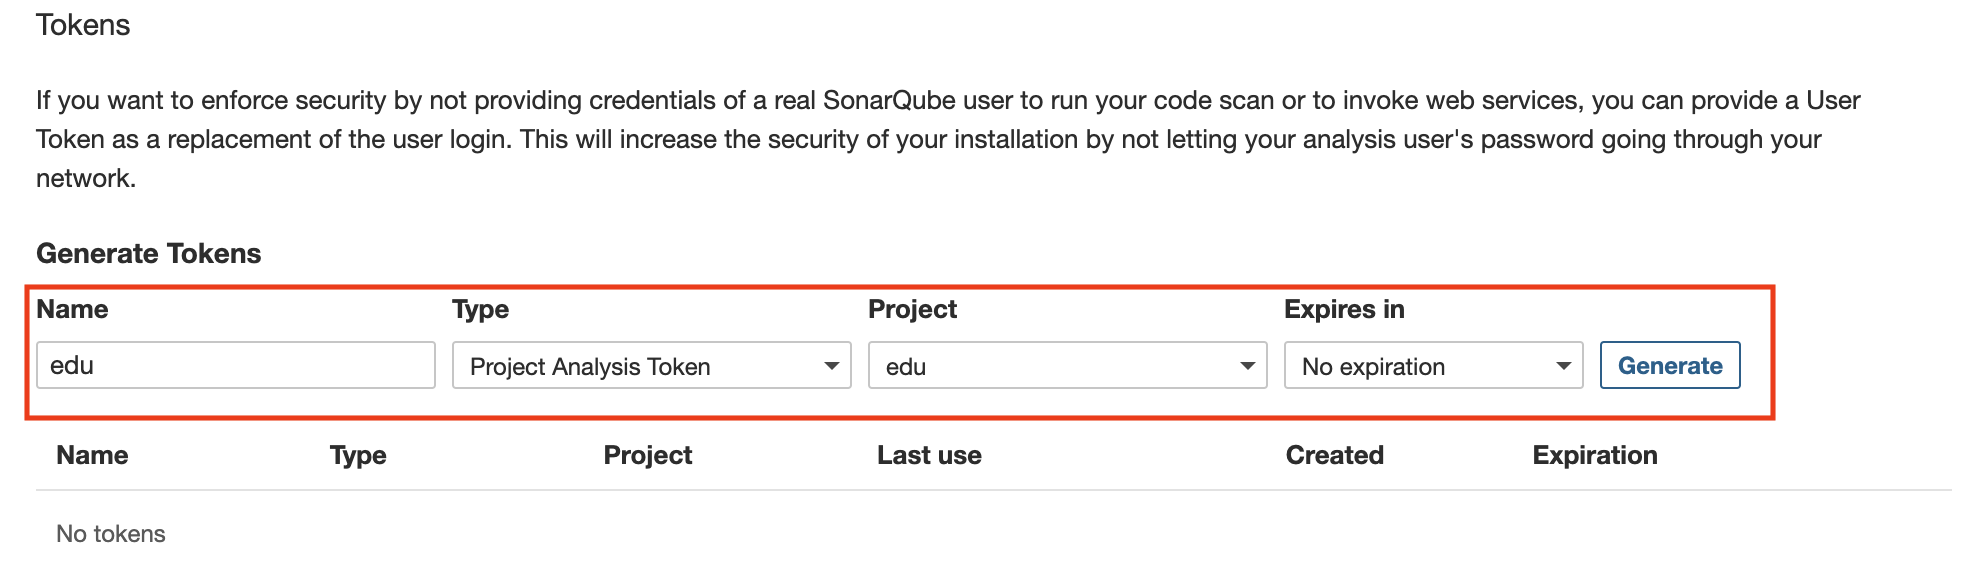 Tokens
If you want to enforce security by not providing credentials of a real SonarQube user to run your code scan or to invoke web services, you can provide a User
Token as a replacement of the user login. This will increase the security of your installation by not letting your analysis user's password going through your
network.
Generate Tokens
Name Type Project Expires in
edu Project Analysis Token edu No expiration Generate
Name Type Project Last use Created Expiration
No tokens